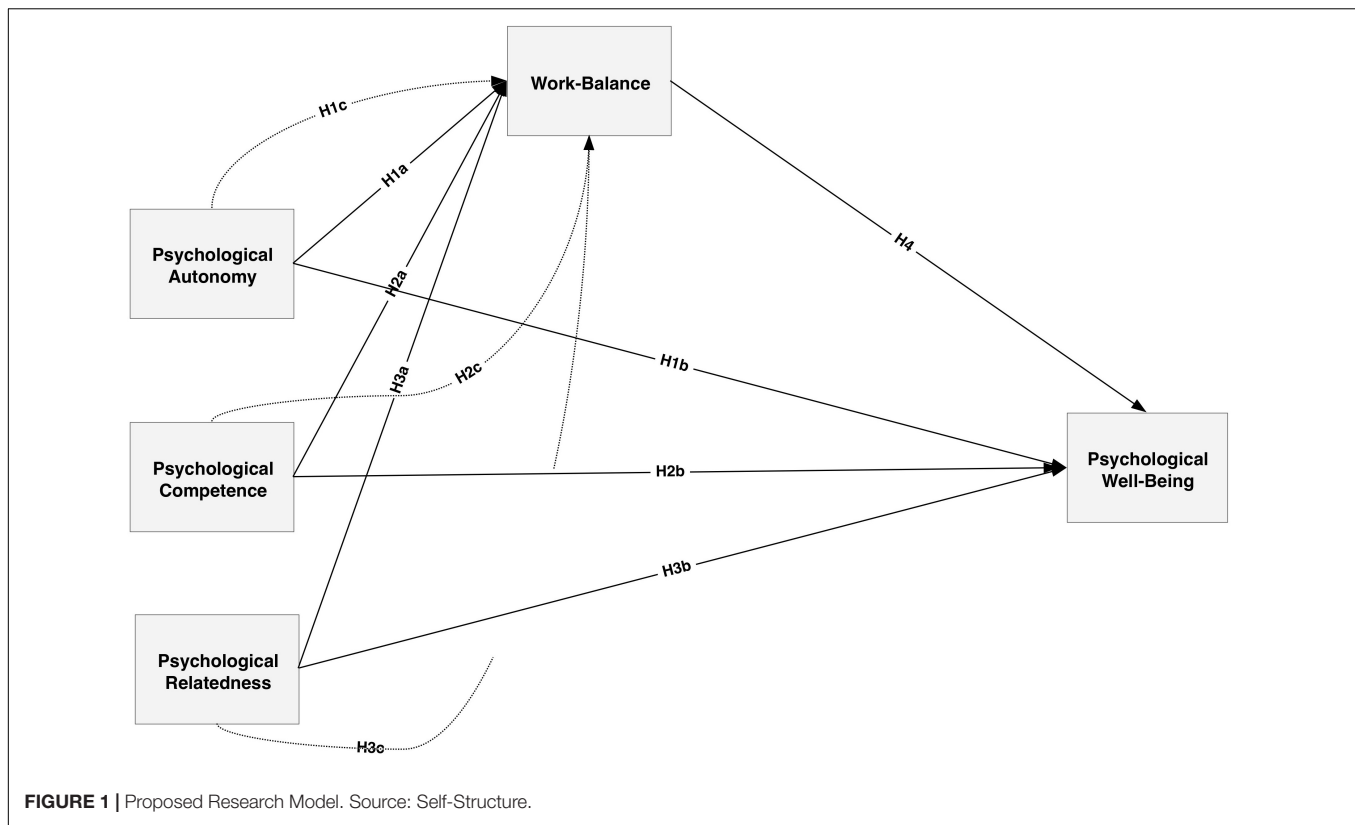 Work-Balance
H1c
H1a
Psychological
Autonomy
H2a
H4
H3a
H2c
H1b
Psychological
Competence
H2b
Psychological
Well-Being
H3b
Psychological
Relatedness
H3c
FIGURE 1 | Proposed Research Model. Source: Self-Structure.